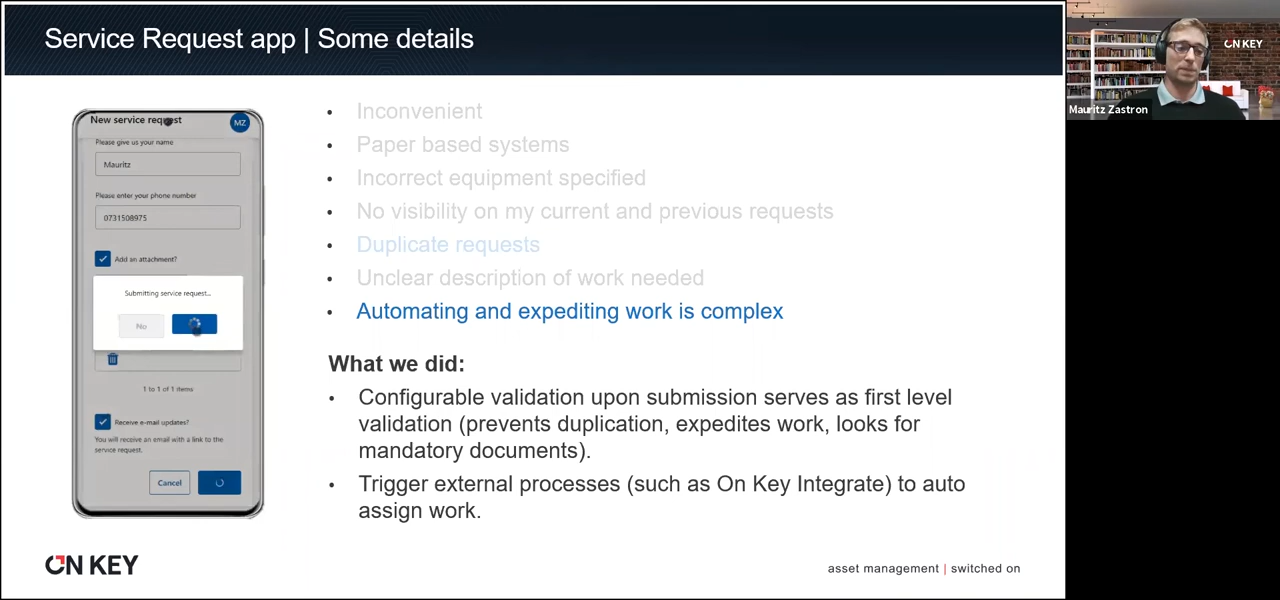 Service Request app | Some details
New service request
MZ
Please give us your name
Mauritz
Please enter your phone number
0731508975
Add an attachment?
Submitting service request...
No
1 to 1 of 1 items
Receive e-mail updates?
You will receive an email with a link to the
service request.
Cancel
• Inconvenient
• Paper based systems
• Incorrect equipment specified
• No visibility on my current and previous requests
• Duplicate requests
• Unclear description of work needed
• Automating and expediting work is complex
What we did:
• Configurable validation upon submission serves as first level
validation (prevents duplication, expedites work, looks for
mandatory documents).
• Trigger external processes (such as On Key Integrate) to auto
assign work.
ON KEY
asset management | switched on
ON KEY
Mauritz Zastron